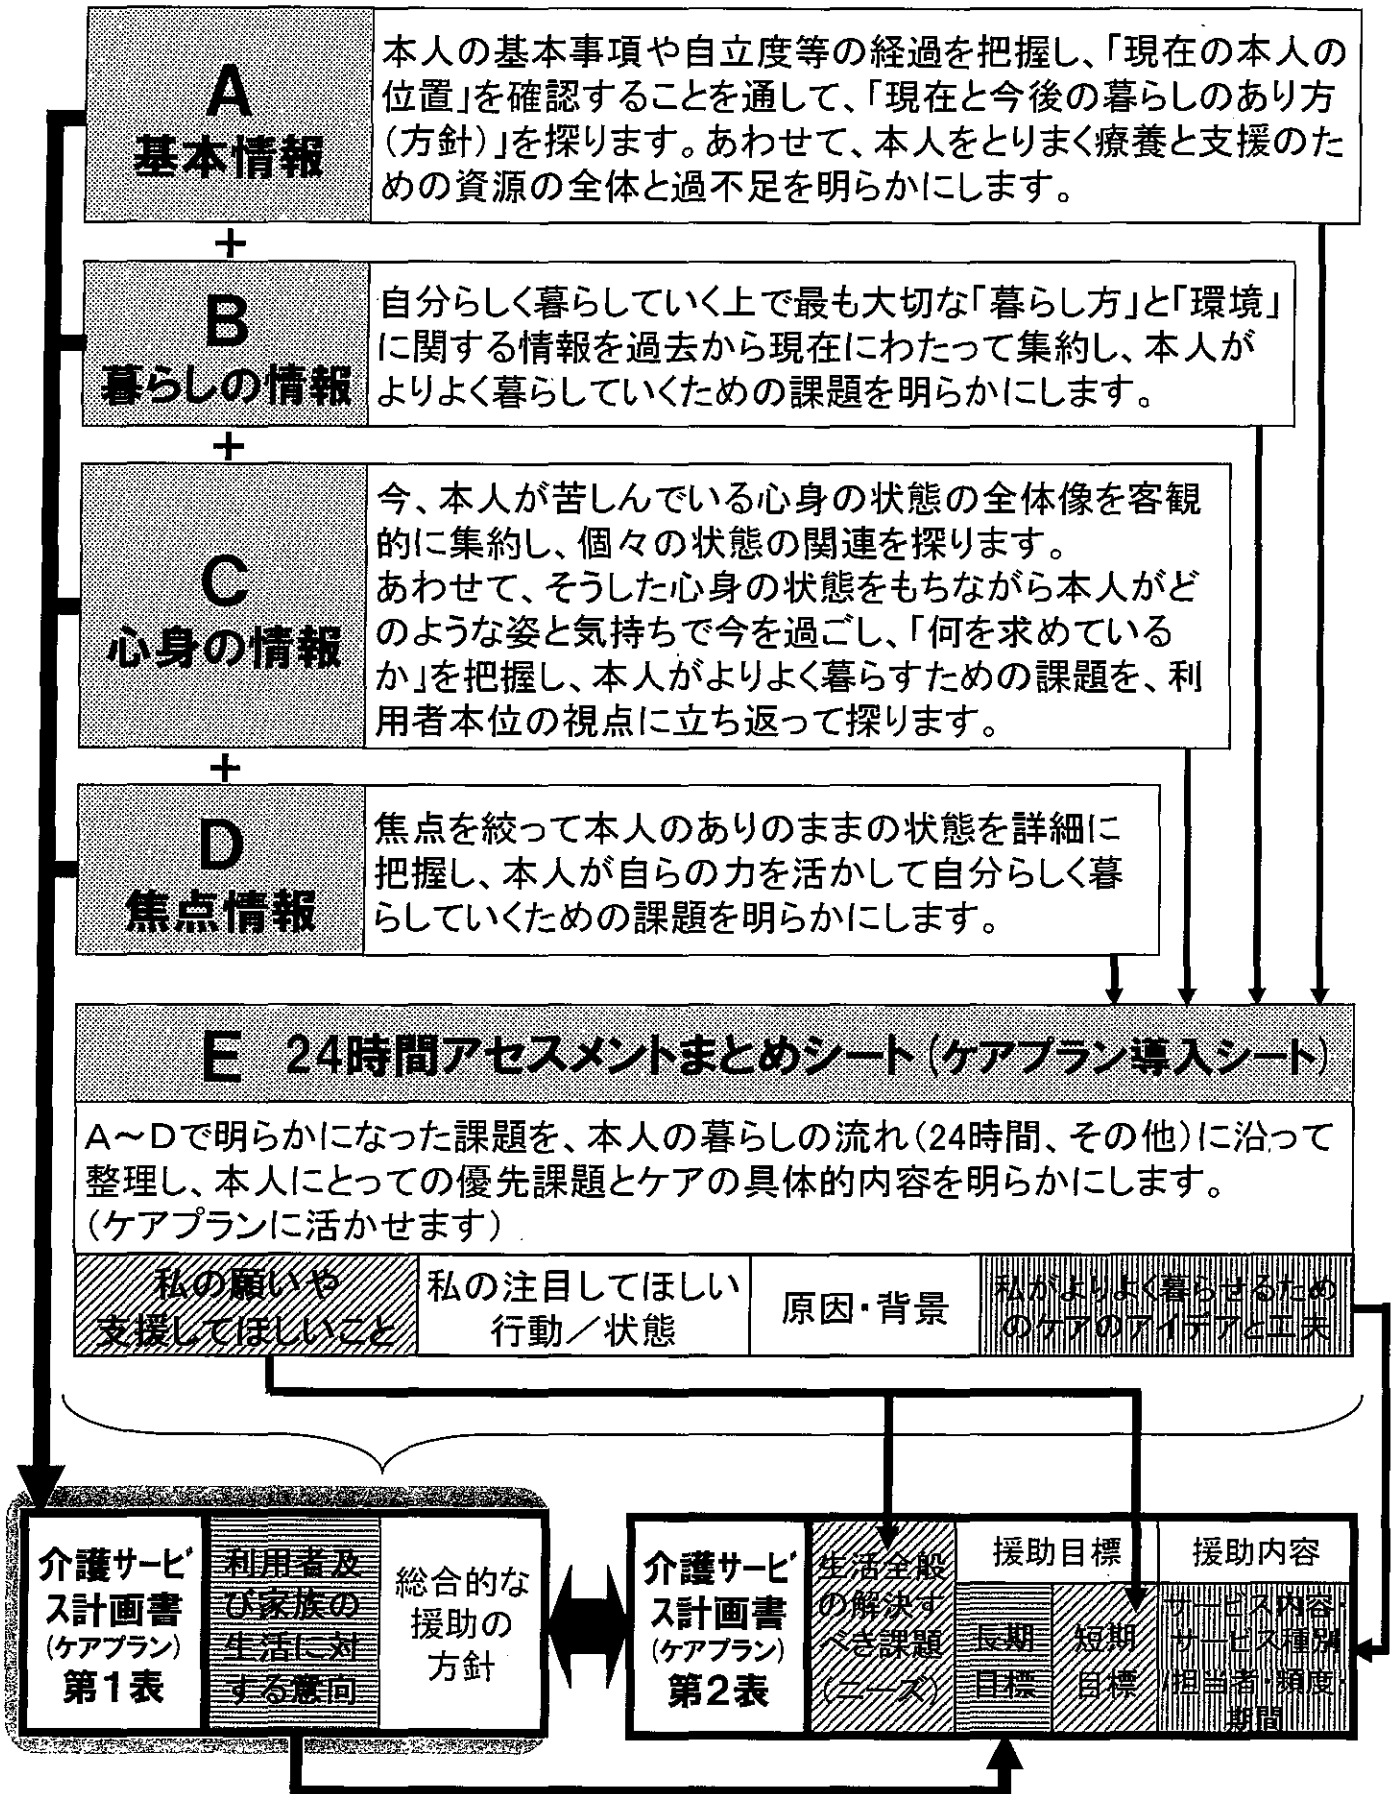 A
基本情報
本人の基本事項や自立度等の経過を把握し、「現在の本人の
位置」を確認することを通して、「現在と今後の暮らしのあり方
(方針)」を探ります。あわせて、本人をとりまく療養と支援のた
めの資源の全体と過不足を明らかにします。
+
B
暮らしの情報
自分らしく暮らしていく上で最も大切な「暮らし方」と「環境」
に関する情報を過去から現在にわたって集約し、本人が
よりよく暮らしていくための課題を明らかにします。
+
C
心身の情報
今、本人が苦しんでいる心身の状態の全体像を客観
的に集約し、個々の状態の関連を探ります。
あわせて、そうした心身の状態をもちながら本人がど
のような姿と気持ちで今を過ごし、「何を求めている
か」を把握し、本人がよりよく暮らすための課題を、利
用者本位の視点に立ち返って探ります。
+
D
焦点情報
焦点を絞って本人のありのままの状態を詳細に
把握し、本人が自らの力を活かして自分らしく暮
らしていくための課題を明らかにします。
E 24時間アセスメントまとめシート(ケアプラン導入シート)
A～Dで明らかになった課題を、本人の暮らしの流れ(24時間、その他)に沿って
整理し、本人にとっての優先課題とケアの具体的内容を明らかにします。
(ケアプランに活かせます)
私の願いや
支援してほしいこと
私の注目してほしい
行動／状態
原因・背景
私がよりよく暮らせるため
のケアのアイデアと工夫
介護サービ
ス計画書
(ケアプラン)
第1表
利用者及
び家族の
生活に対
する意向
総合的な
援助の
方針
介護サービ
ス計画書
(ケアプラン)
第2表
生活全般
の解決す
べき課題
(ニーズ)
援助目標
長期
目標
短期
目標
援助内容
サービス内容・
サービス種別
/担当者・頻度・
期間